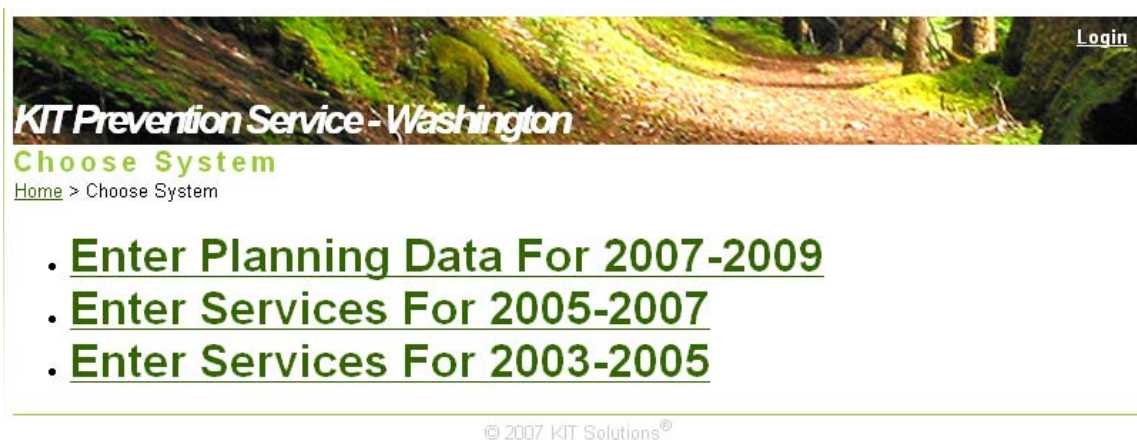 Login
KIT Prevention Service - Washington
Choose System
Home > Choose System
• Enter Planning Data For 2007-2009
• Enter Services For 2005-2007
• Enter Services For 2003-2005
© 2007 KIT Solutions®